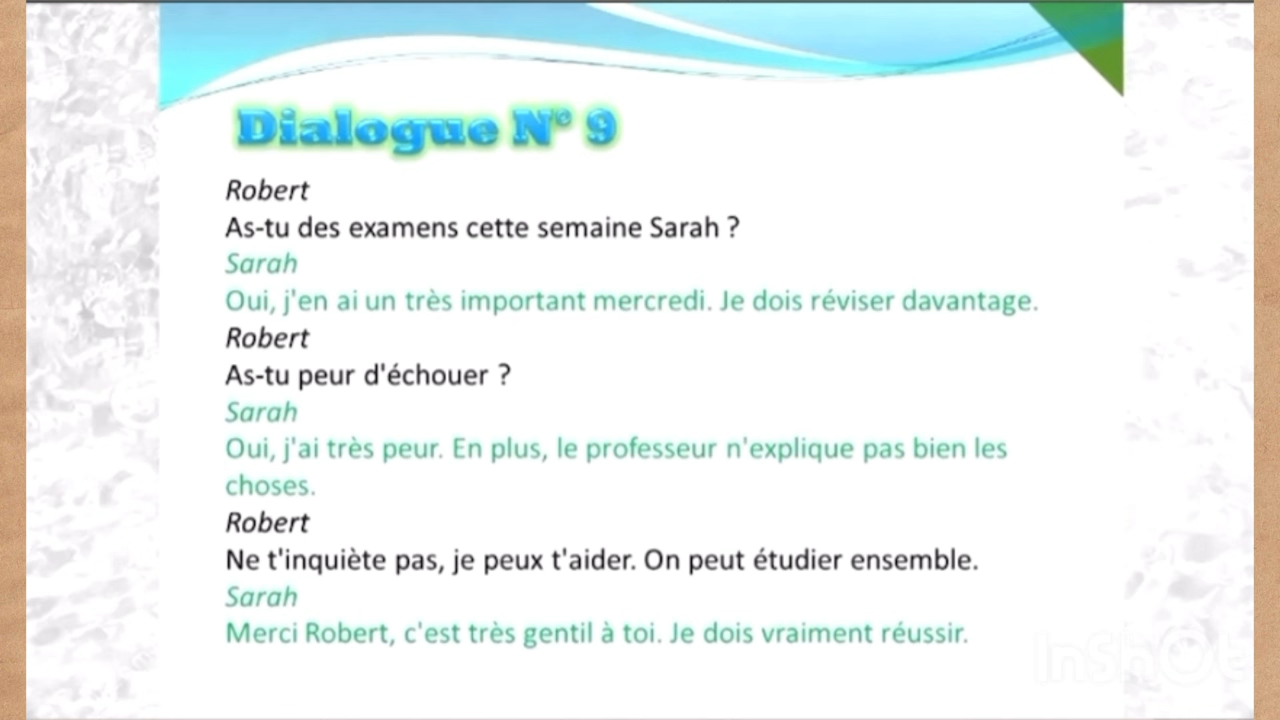 Dialogue N° 9
Robert
As-tu des examens cette semaine Sarah ?
Sarah
Oui, j'en ai un très important mercredi. Je dois réviser davantage.
Robert
As-tu peur d'échouer ?
Sarah
Oui, j'ai très peur. En plus, le professeur n'explique pas bien les
choses.
Robert
Ne t'inquiète pas, je peux t'aider. On peut étudier ensemble.
Sarah
Merci Robert, c'est très gentil à toi. Je dois vraiment réussir.
InShOt